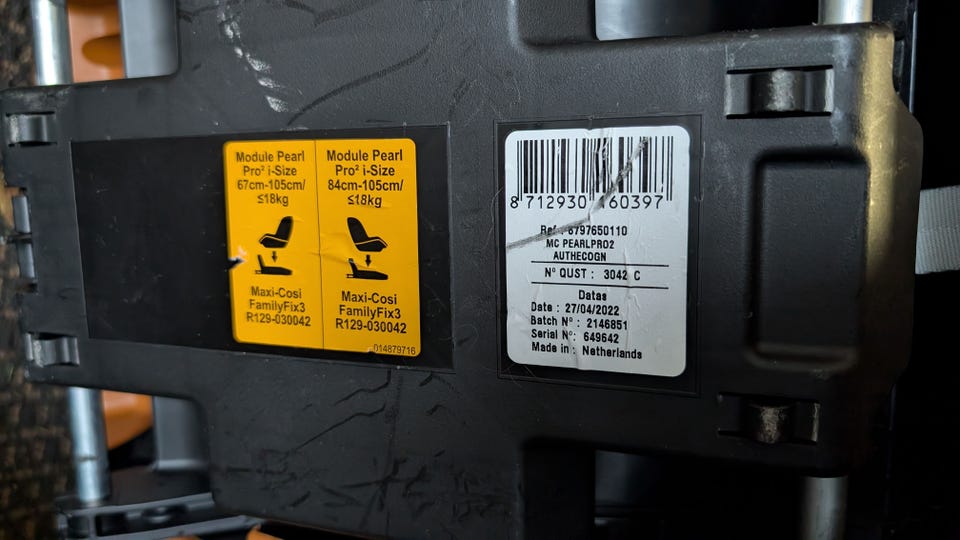 Module Pearl
Pro² i-Size
67cm-105cm/
≤18kg
Maxi-Cosi
FamilyFix3
R129-030042
Module Pearl
Pro² i-Size
84cm-105cm/
≤18kg
Maxi-Cosi
FamilyFix3
R129-030042
014879716
8 712930 160397
Ref : 6797650110
MC PEARLPRO2
AUTHECOGN
N° QUST : 3042 C
Datas
Date : 27/04/2022
Batch N° : 2146851
Serial N°: 649642
Made in : Netherlands